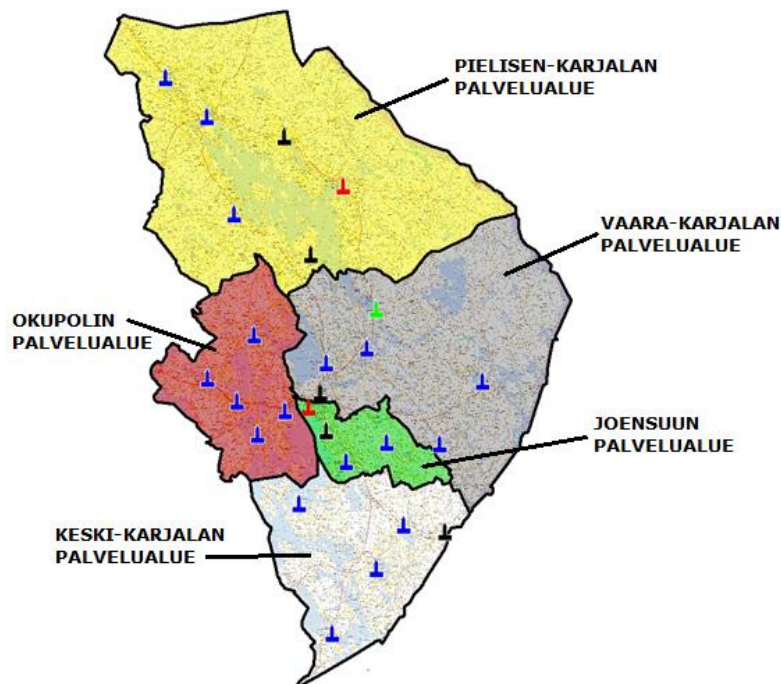 PIELISEN-KARJALAN
PALVELUALUE
VAARA-KARJALAN
PALVELUALUE
OKUPOLIN
PALVELUALUE
JOENSUUN
PALVELUALUE
KESKI-KARJALAN
PALVELUALUE